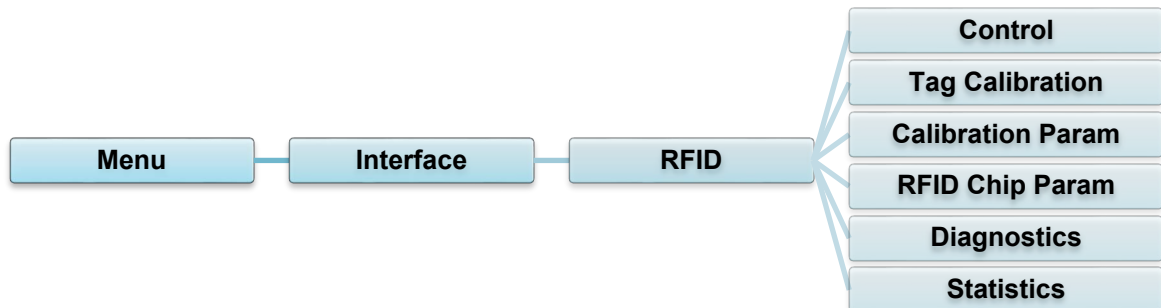 Menu
Interface
RFID
Control
Tag Calibration
Calibration Param
RFID Chip Param
Diagnostics
Statistics